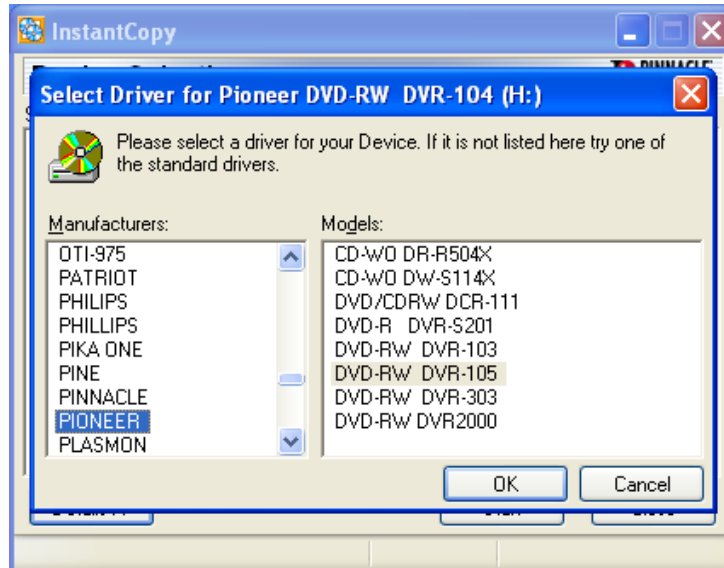 InstantCopy
Select Driver for Pioneer DVD-RW DVR-104 (H:)
Please select a driver for your Device. If it is not listed here try one of
the standard drivers.
Manufacturers:
OTI-975
PATRIOT
PHILIPS
PHILLIPS
PIKA ONE
PINE
PINNACLE
PIONEER
PLASMON
Models:
CD-WO DR-R504X
CD-WO DW-S114X
DVD/CDRW DCR-111
DVD-R DVR-S201
DVD-RW DVR-103
DVD-RW DVR-105
DVD-RW DVR-303
DVD-RW DVR2000
OK
Cancel